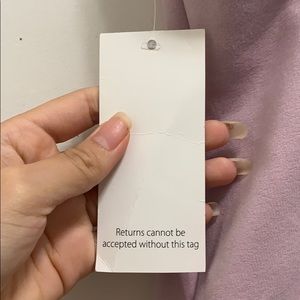 Returns cannot be
accepted without this tag